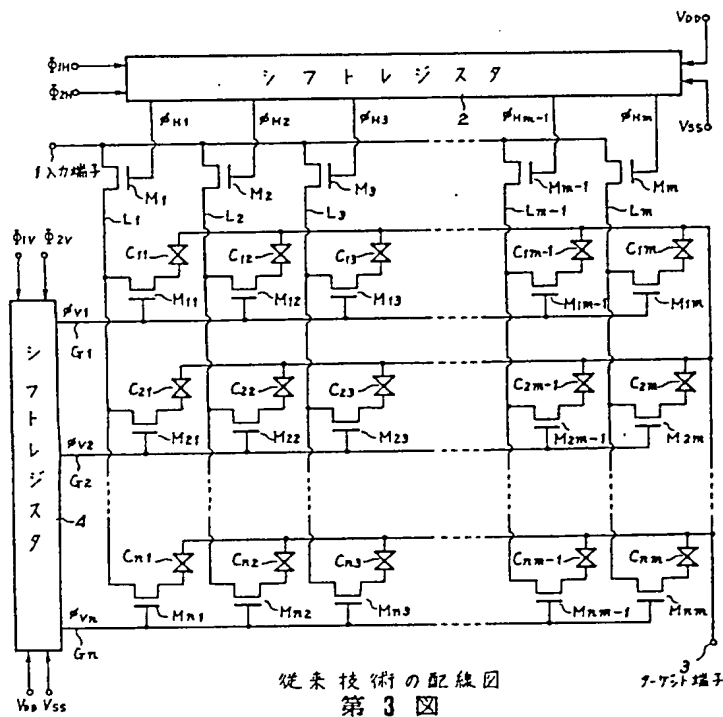 VDD
Φ1H
シフトレジスタ
Φ2H
2
VSS
φH1 φH2 φH3 φHm-1 φHm
1 入力端子
M1 M2 M3 Mm-1 Mm
L1 L2 L3 Lm-1 Lm
Φ1V Φ2V
C11 C12 C13 C1m-1 C1m
M11 M12 M13 M1m-1 M1m
φV1
G1
シフトレジスタ
C21 C22 C23 C2m-1 C2m
M21 M22 M23 M2m-1 M2m
φV2
G2
4
Cn1 Cn2 Cn3 Cnm-1 Cnm
Mn1 Mn2 Mn3 Mnm-1 Mnm
φVn
Gn
3
ターゲット端子
VDD VSS
従来技術の配線図
第3図